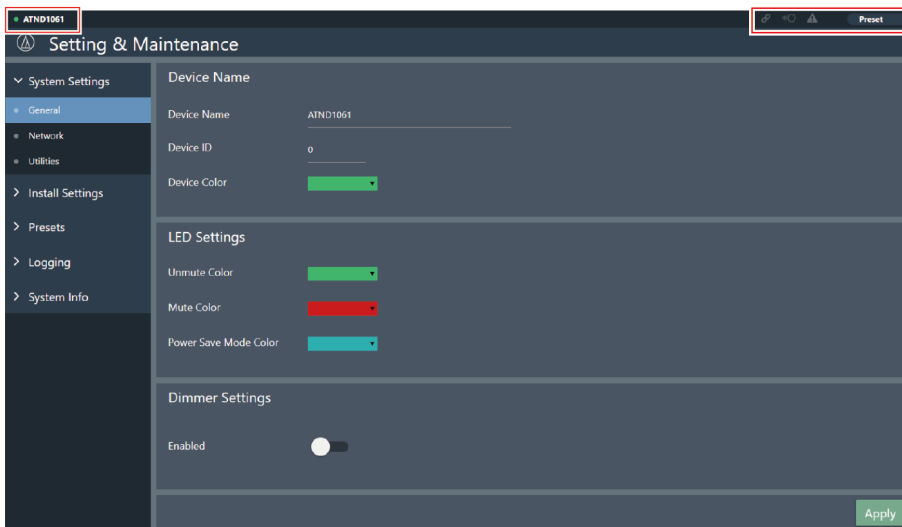 ATND1061
Preset
Setting & Maintenance
System Settings
General
Network
Utilities
Install Settings
Presets
Logging
System Info
Device Name
Device Name ATND1061
Device ID 0
Device Color
LED Settings
Unmute Color
Mute Color
Power Save Mode Color
Dimmer Settings
Enabled
Apply